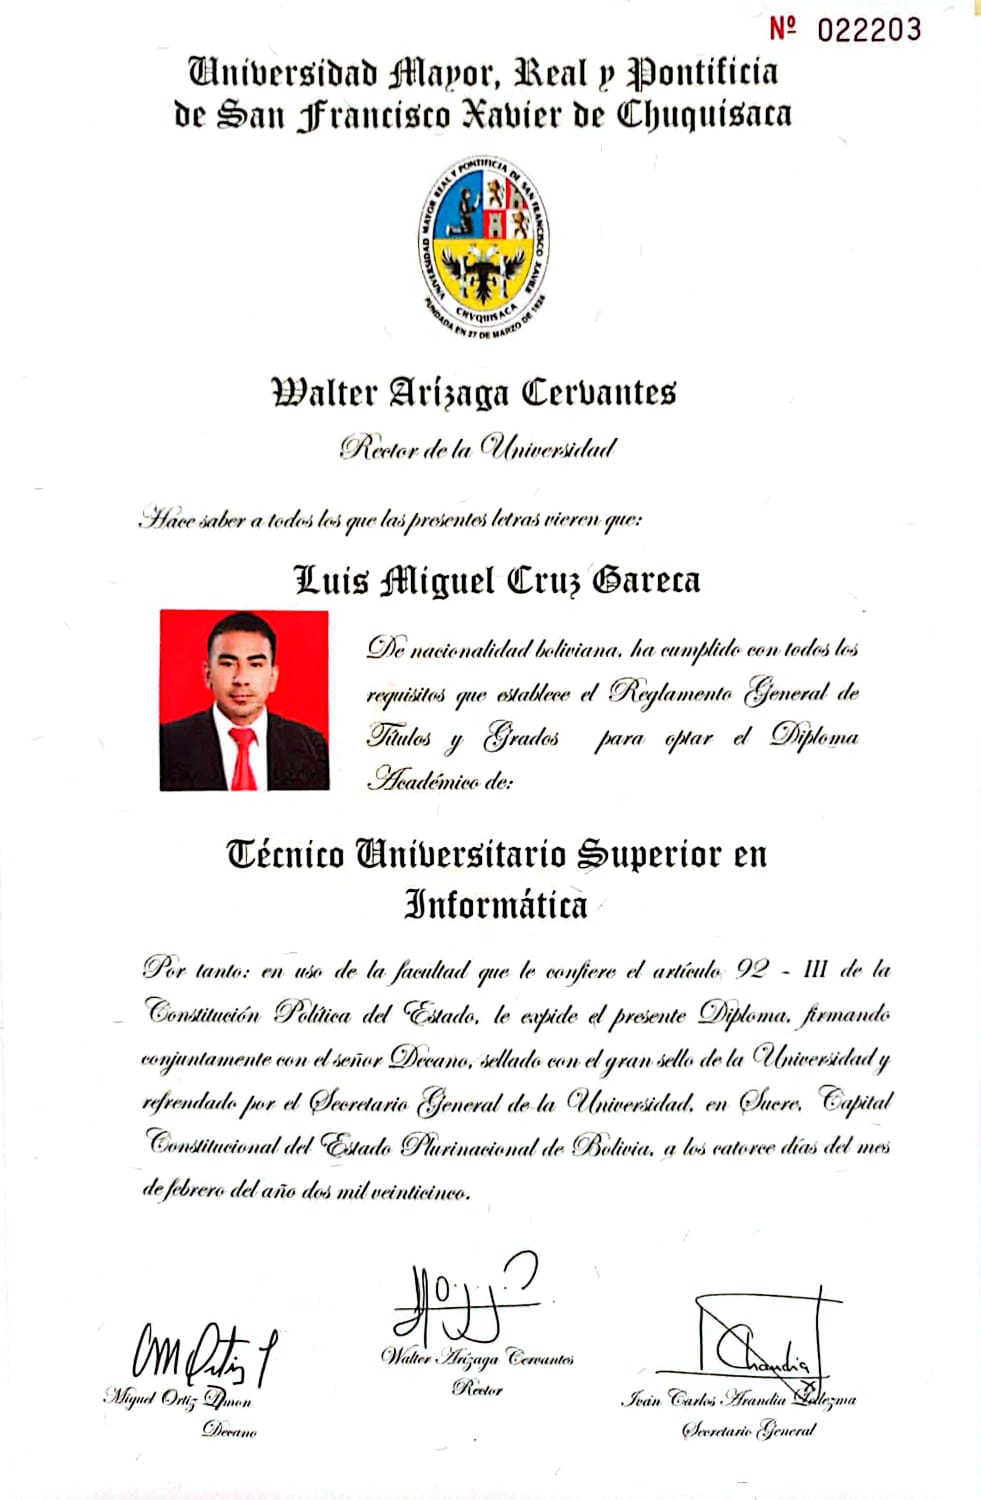 Nº 022203
Universidad Mayor, Real y Pontificia
de San Francisco Xavier de Chuquisaca
UNIVERSIDAD MAYOR REAL Y PONTIFICIA DE SAN FRANCISCO XAVIER
CHVQUISACA
FUNDADA EN 27 DE MARZO DE 1624
Walter Arízaga Cervantes
Rector de la Universidad
Hace saber a todos los que las presentes letras vieren que:
Luis Miguel Cruz Gareca
De nacionalidad boliviana, ha cumplido con todos los
requisitos que establece el Reglamento General de
Títulos y Grados para optar el Diploma
Académico de:
Técnico Universitario Superior en
Informática
Por tanto: en uso de la facultad que le confiere el artículo 92 - III de la
Constitución Política del Estado, le expide el presente Diploma, firmando
conjuntamente con el señor Decano, sellado con el gran sello de la Universidad y
refrendado por el Secretario General de la Universidad, en Sucre, Capital
Constitucional del Estado Plurinacional de Bolivia, a los catorce días del mes
de febrero del año dos mil veinticinco.
Walter Arízaga Cervantes
Rector
Miguel Ortiz
Decano
Iván Carlos Arandia
Secretario General